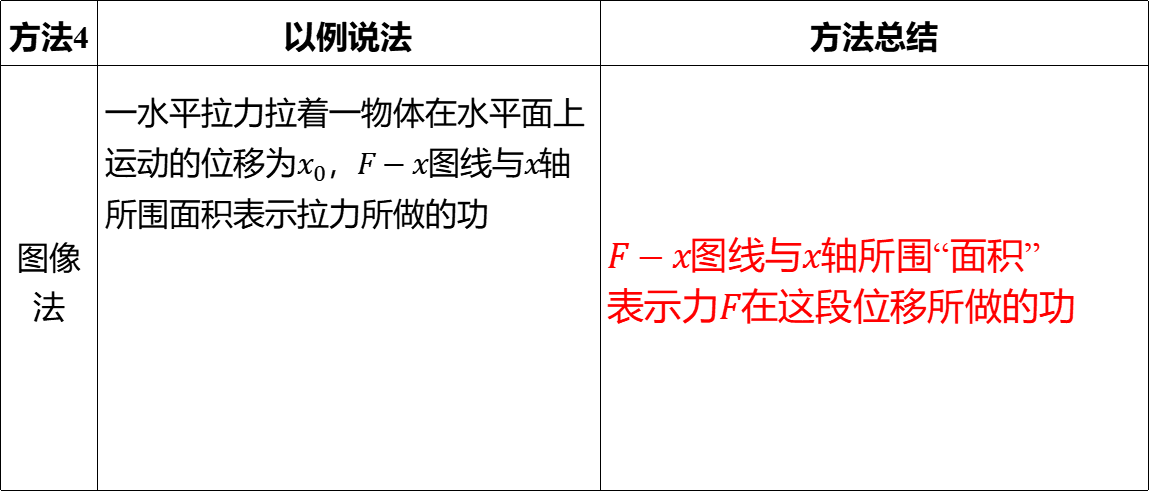 方法4
以例说法
方法总结
图像
法
一水平拉力拉着一物体在水平面上
运动的位移为x₀，F－x图线与x轴
所围面积表示拉力所做的功
F－x图线与x轴所围“面积”
表示力F在这段位移所做的功